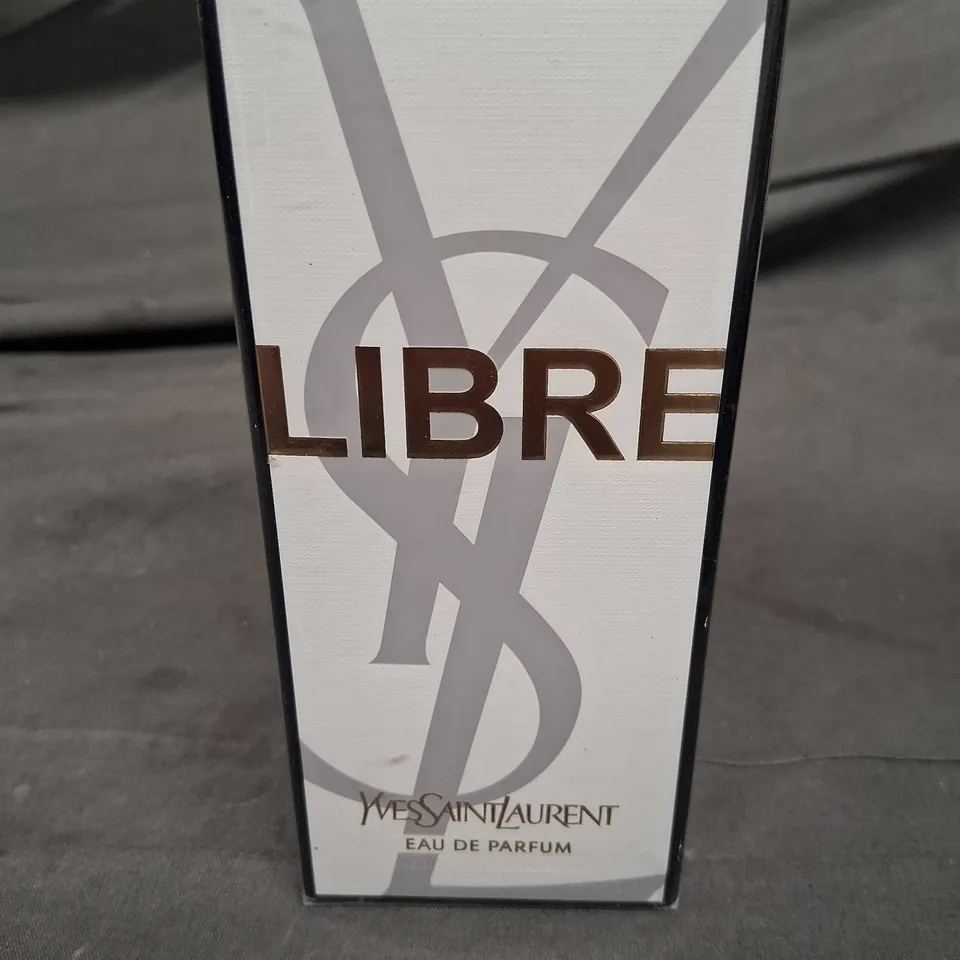 YSL
LIBRE
YVESSAINTLAURENT
EAU DE PARFUM